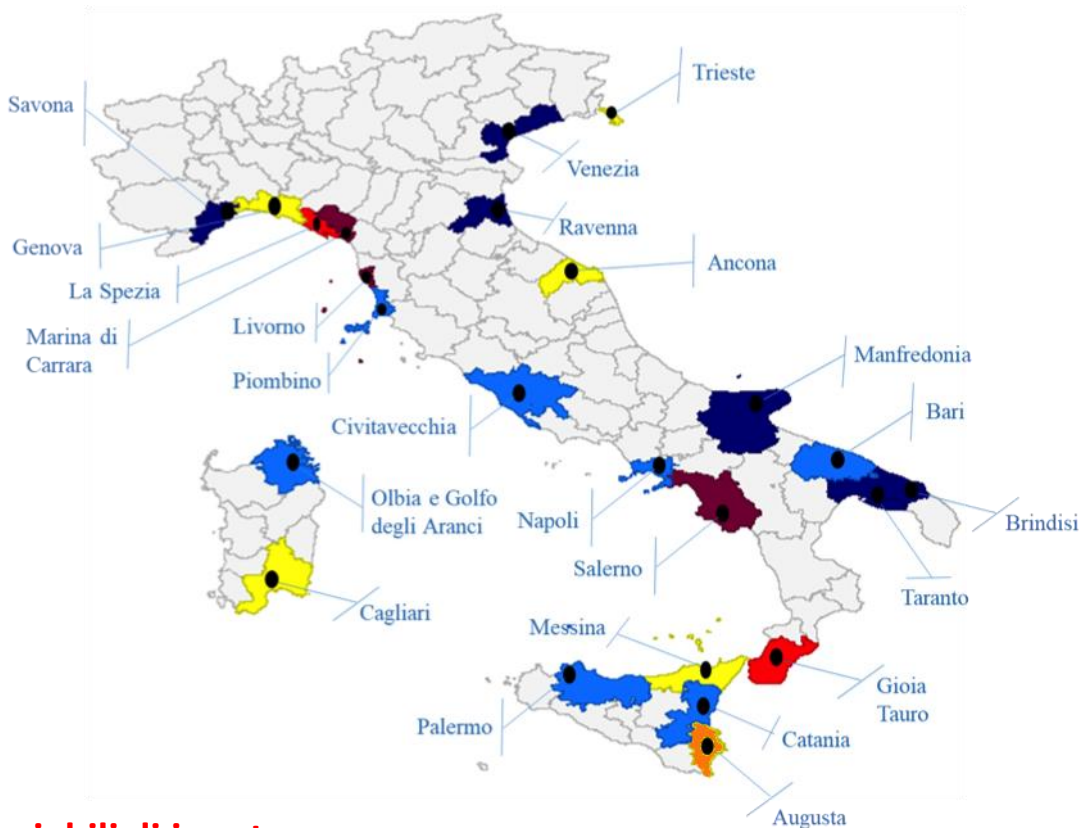 Trieste
Savona
Venezia
Ravenna
Genova
Ancona
La Spezia
Livorno
Marina di
Carrara
Manfredonia
Piombino
Bari
Civitavecchia
Olbia e Golfo
degli Aranci
Napoli
Brindisi
Salerno
Taranto
Cagliari
Messina
Gioia
Tauro
Palermo
Catania
Augusta